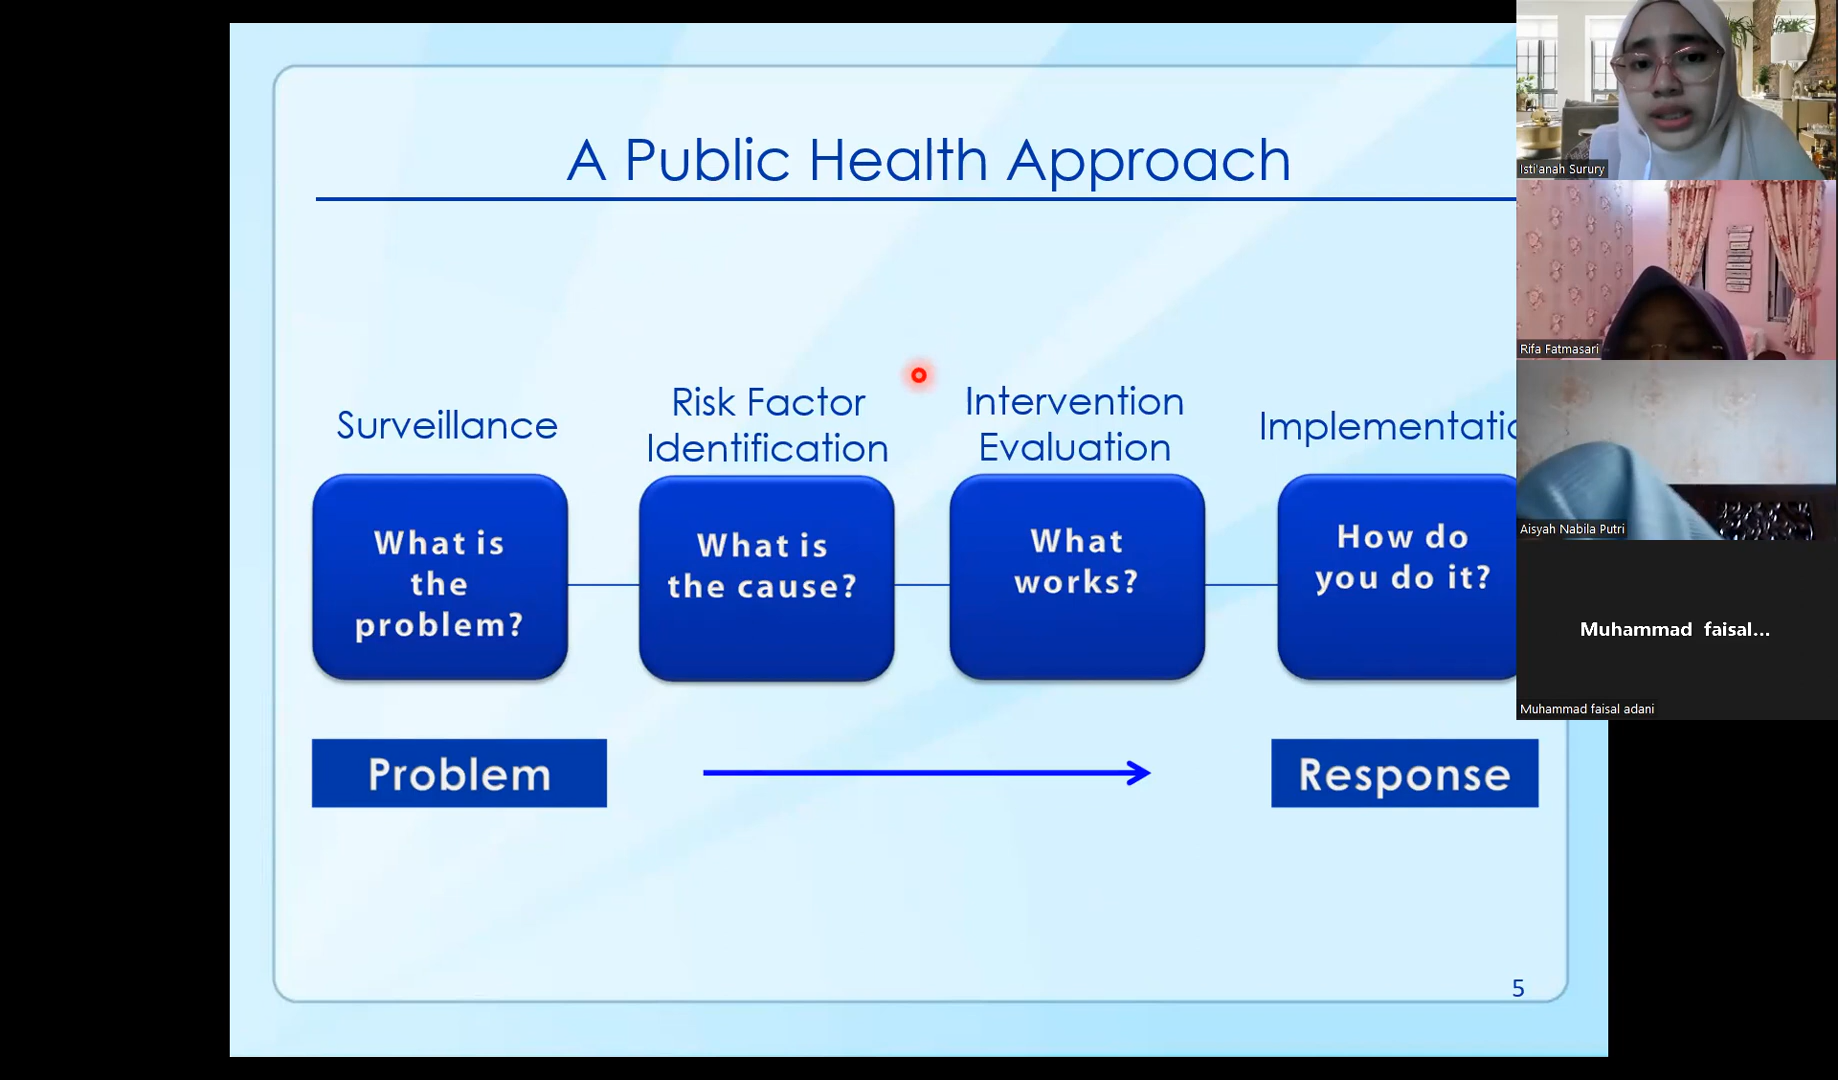 A Public Health Approach
Surveillance
Risk Factor
Identification
Intervention
Evaluation
Implementatio
What is
the
problem?
What is
the cause?
What
works?
How do
you do it?
Problem
Response
5
Isti'anah Surury
Rifa Fatmasari
Aisyah Nabila Putri
Muhammad faisal...
Muhammad faisal adani